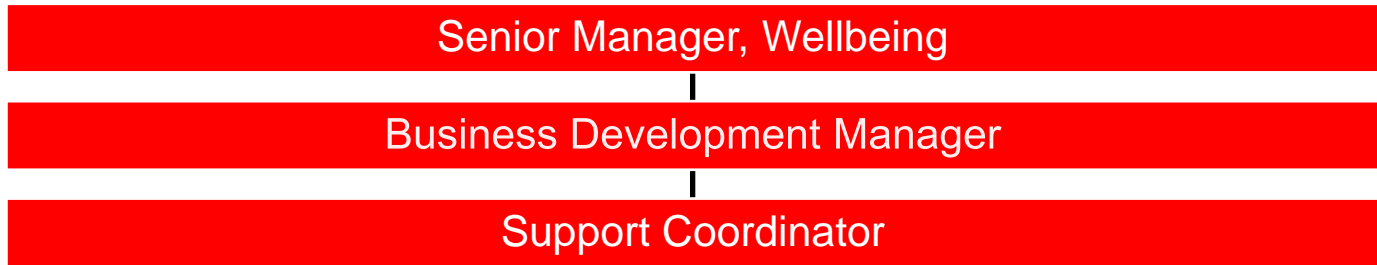 Senior Manager, Wellbeing
Business Development Manager
Support Coordinator